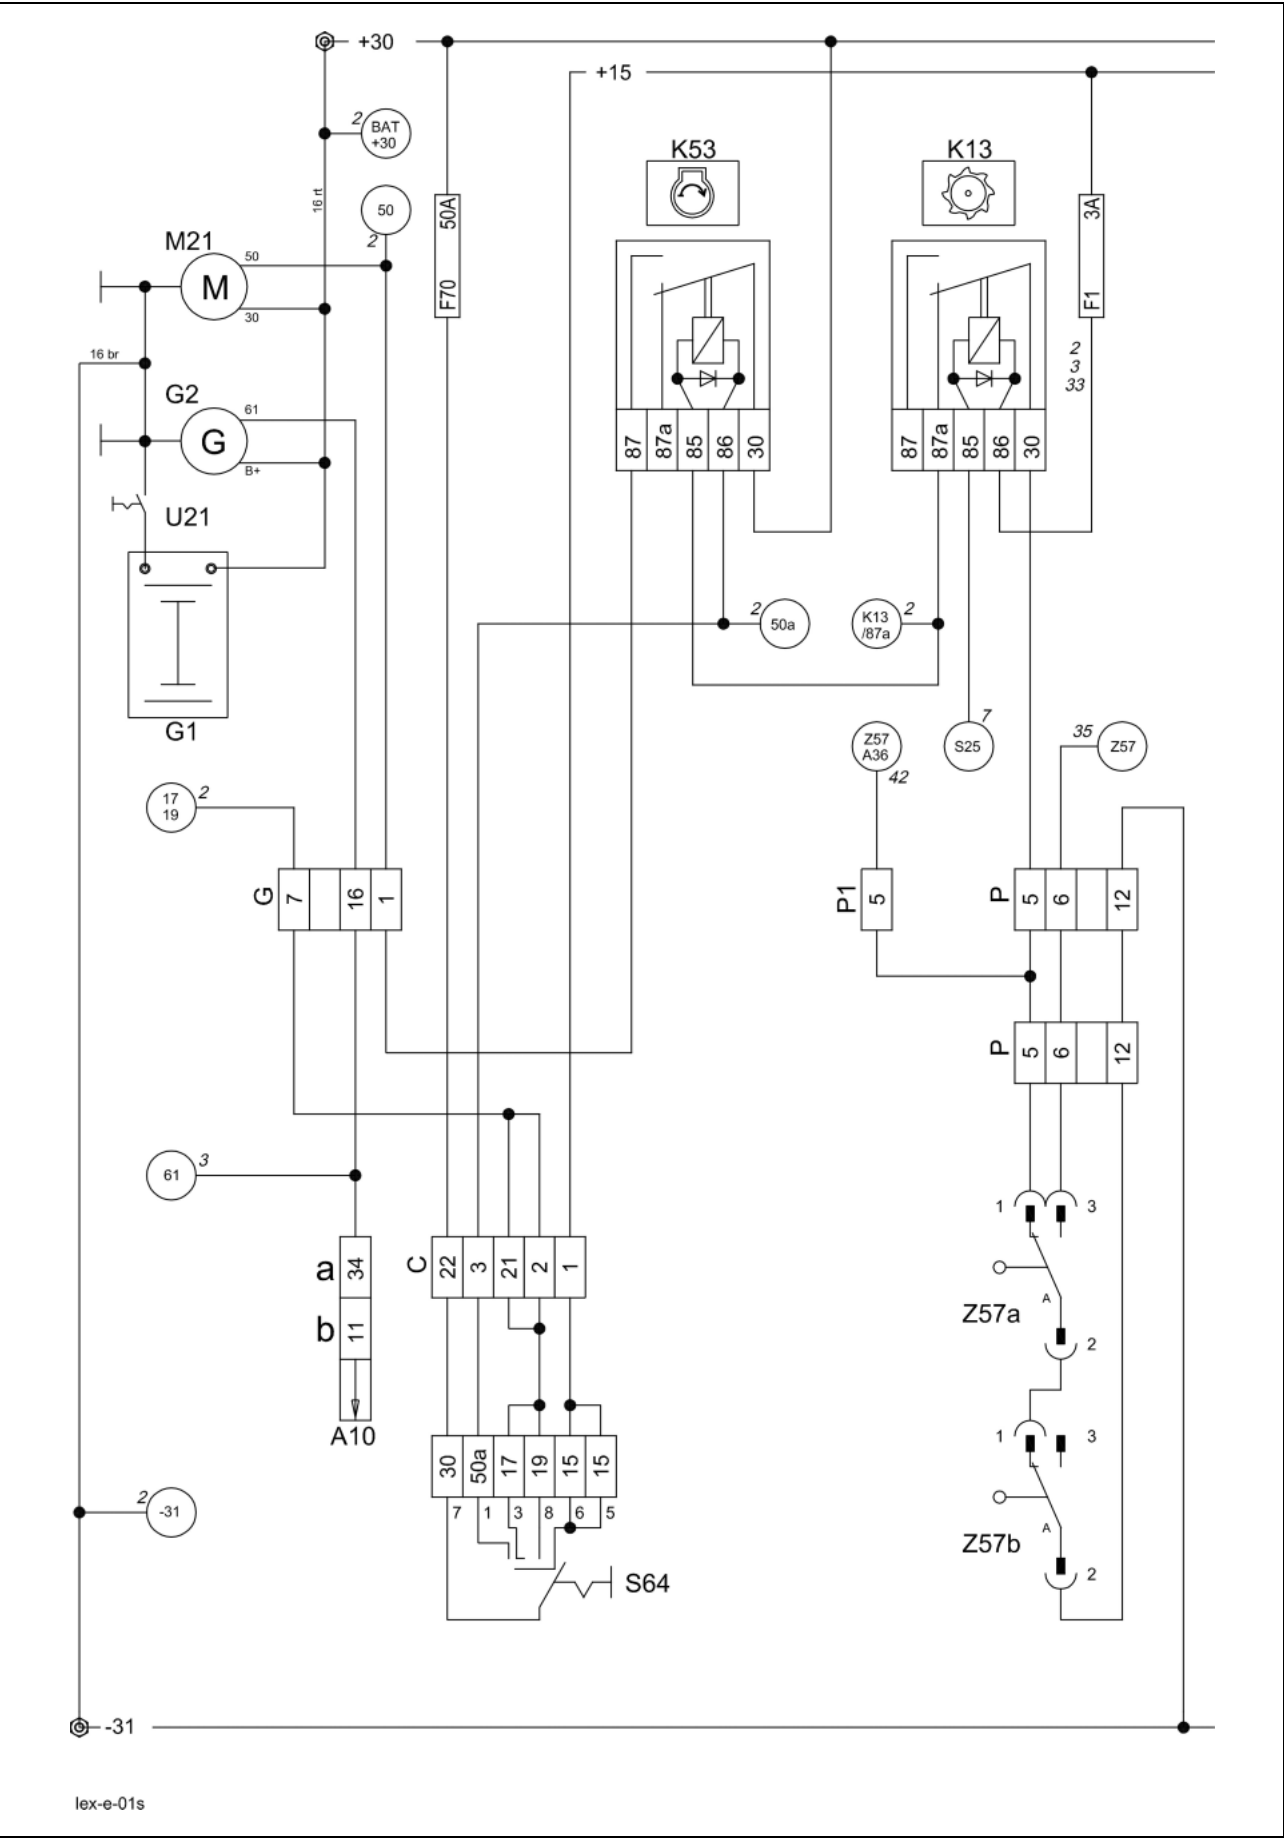 +30
+15
2
BAT
+30
K53
K13
16 rt
50
2
50A
F70
3A
F1
M21
50
M
30
16 br
2
3
33
G2
61
G
B+
87
87a
85
86
30
87
87a
85
86
30
U21
2
50a
K13
/87a
2
G1
Z57
A36
42
7
S25
35
Z57
17
19
2
G
7
16
1
P1
5
P
5
6
12
P
5
6
12
61
3
1
3
a
34
b
11
A10
C
22
3
21
2
1
A
Z57a
2
30
50a
17
19
15
15
7
1
3
8
6
5
1
3
2
-31
A
Z57b
2
S64
-31
lex-e-01s